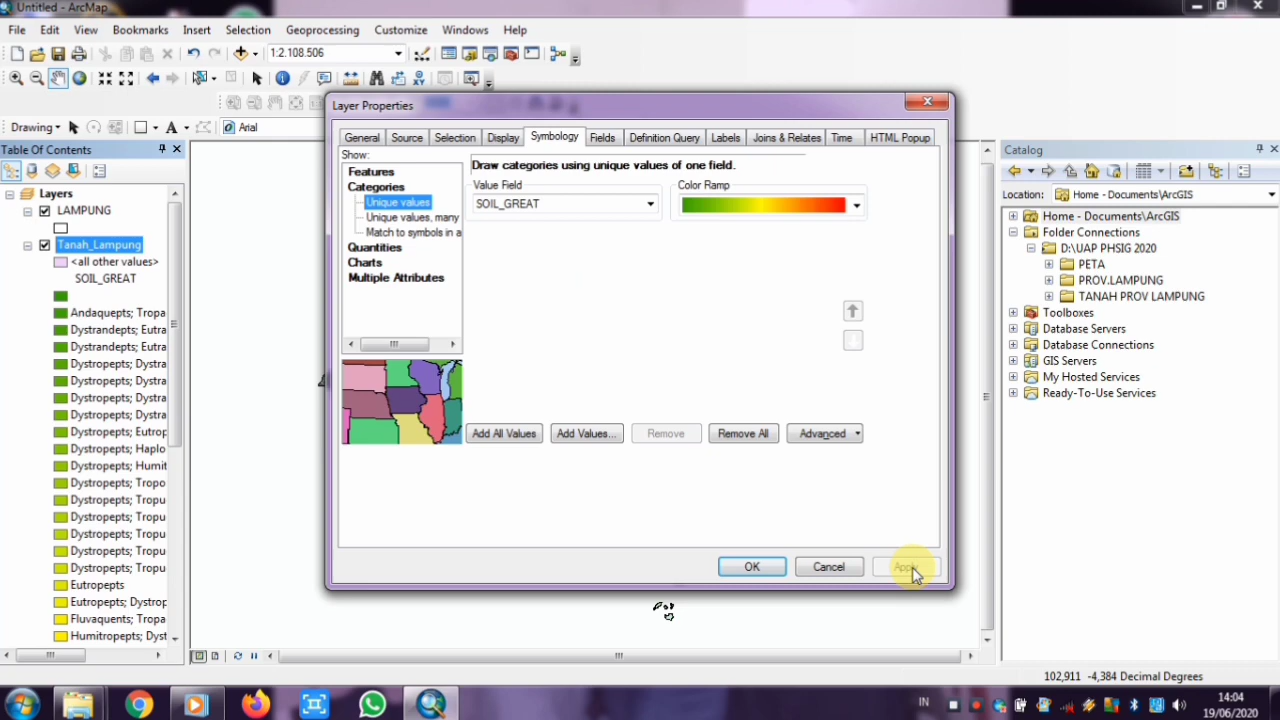 Untitled - ArcMap
File Edit View Bookmarks Insert Selection Geoprocessing Customize Windows Help
1:2.108.506
Drawing
A
Arial
Table Of Contents
Layers
LAMPUNG
Tanah_Lampung
<all other values>
SOIL_GREAT
Andaquepts; Tropa
Dystrandepts; Eutra
Dystrandepts; Eutra
Dystropepts; Dystra
Dystropepts; Dystra
Dystropepts; Dystra
Dystropepts; Dystra
Dystropepts; Eutrop
Dystropepts; Haplo
Dystropepts; Humit
Dystropepts; Tropo
Dystropepts; Tropo
Dystropepts; Tropu
Dystropepts; Tropu
Dystropepts; Tropu
Dystropepts; Tropu
Eutropepts
Eutropepts; Dystrop
Fluvaquents; Tropa
Humitropepts; Dyst
Layer Properties
General Source Selection Display Symbology Fields Definition Query Labels Joins & Relates Time HTML Popup
Show:
Features
Categories
Unique values
Unique values, many
Match to symbols in a
Quantities
Charts
Multiple Attributes
Draw categories using unique values of one field.
Value Field
SOIL_GREAT
Color Ramp
Add All Values Add Values... Remove Remove All Advanced
OK Cancel
Catalog
Location: Home - Documents\ArcGIS
Home - Documents\ArcGIS
Folder Connections
D:\UAP PHSIG 2020
PETA
PROV.LAMPUNG
TANAH PROV LAMPUNG
Toolboxes
Database Servers
Database Connections
GIS Servers
My Hosted Services
Ready-To-Use Services
102,911 -4,384 Decimal Degrees
IN
14:04
19/06/2020